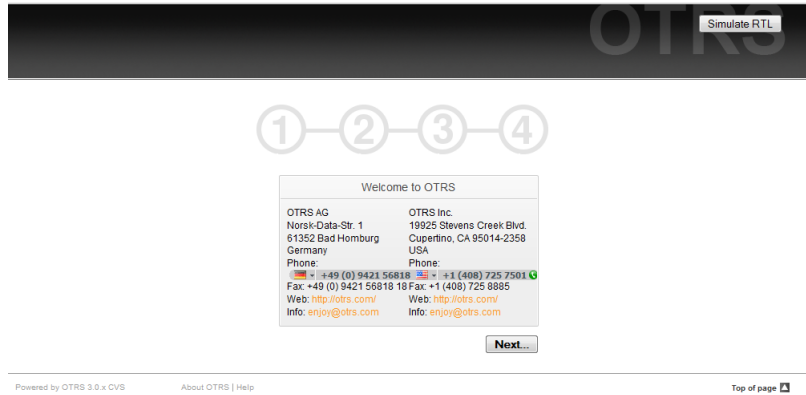 OTRS
Simulate RTL
1 2 3 4
Welcome to OTRS
OTRS AG
Norsk-Data-Str. 1
61352 Bad Homburg
Germany
Phone:
+49 (0) 9421 56818
Fax: +49 (0) 9421 56818 18
Web: http://otrs.com/
Info: enjoy@otrs.com
OTRS Inc.
19925 Stevens Creek Blvd.
Cupertino, CA 95014-2358
USA
Phone:
+1 (408) 725 7501
Fax: +1 (408) 725 8885
Web: http://otrs.com/
Info: enjoy@otrs.com
Next...
Powered by OTRS 3.0.x CVS
About OTRS | Help
Top of page